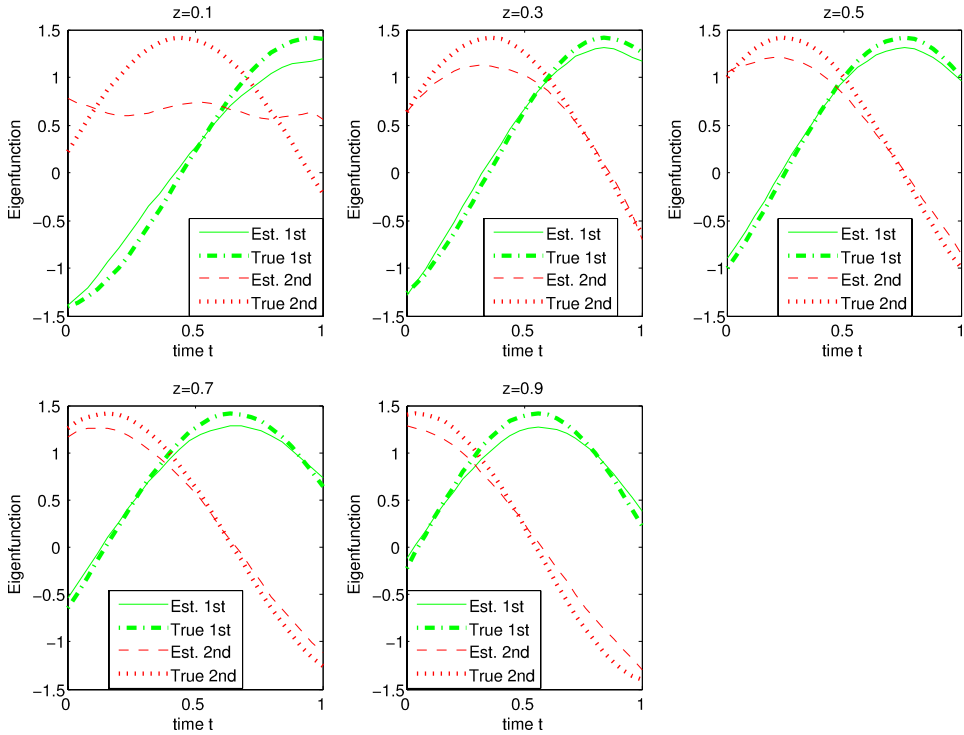 z=0.1
1.5
1
0.5
0
−0.5
−1
−1.5
0
0.5
1
Eigenfunction
time t
Est. 1st
True 1st
Est. 2nd
True 2nd
z=0.3
1.5
1
0.5
0
−0.5
−1
−1.5
0
0.5
1
Eigenfunction
time t
Est. 1st
True 1st
Est. 2nd
True 2nd
z=0.5
1.5
1
0.5
0
−0.5
−1
−1.5
0
0.5
1
Eigenfunction
time t
Est. 1st
True 1st
Est. 2nd
True 2nd
z=0.7
1.5
1
0.5
0
−0.5
−1
−1.5
0
0.5
1
Eigenfunction
time t
Est. 1st
True 1st
Est. 2nd
True 2nd
z=0.9
1.5
1
0.5
0
−0.5
−1
−1.5
0
0.5
1
Eigenfunction
time t
Est. 1st
True 1st
Est. 2nd
True 2nd